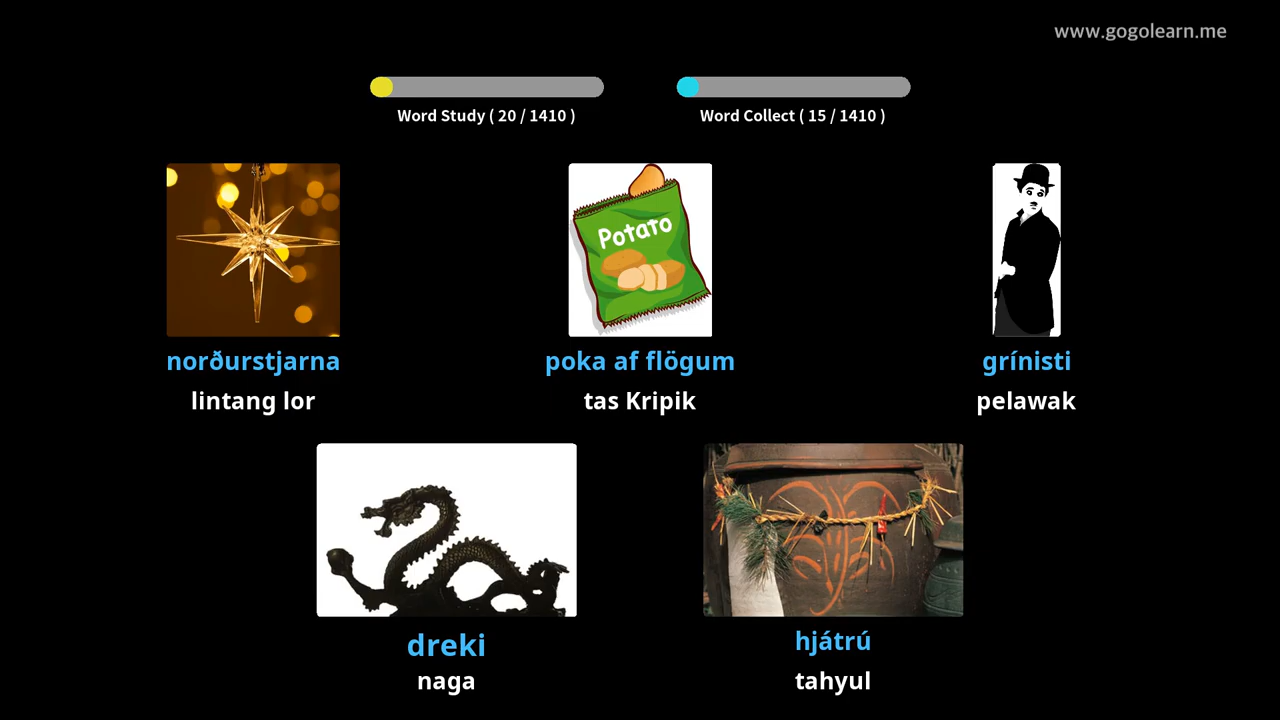 www.gogolearn.me
Word Study ( 20 / 1410 )
Word Collect ( 15 / 1410 )
Potato
norðurstjarna
poka af flögum
grínisti
lintang lor
tas Kripik
pelawak
dreki
hjátrú
naga
tahyul